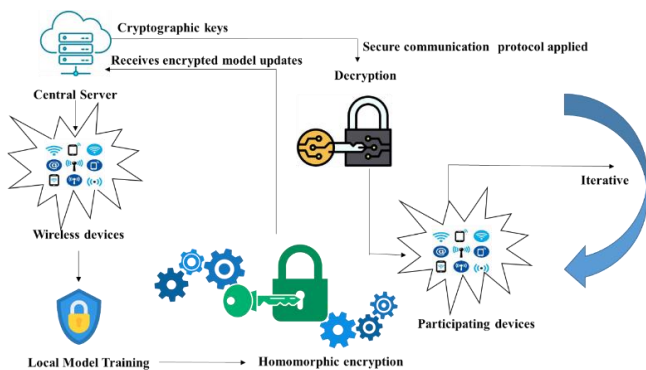 Cryptographic keys
Secure communication protocol applied
Receives encrypted model updates
Decryption
Central Server
Iterative
Wireless devices
Participating devices
Local Model Training
Homomorphic encryption